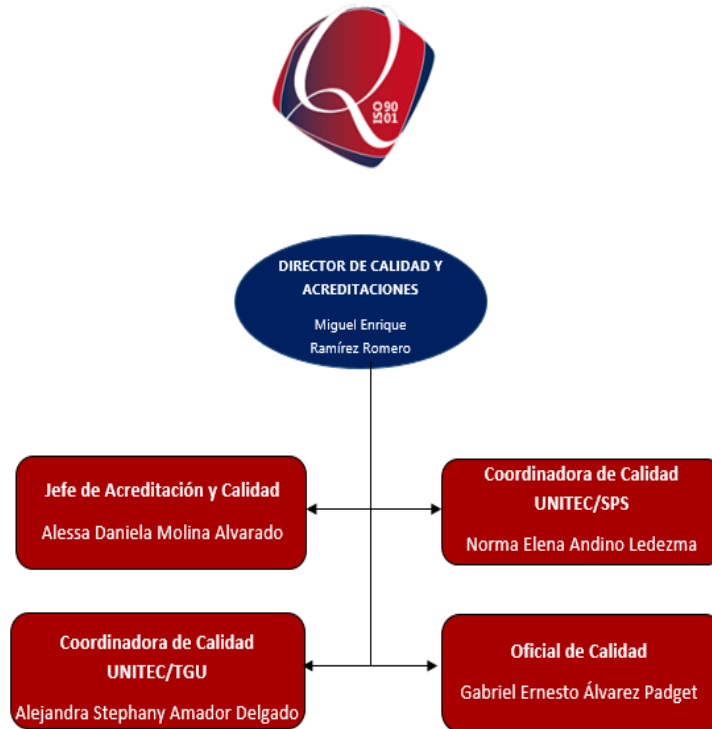 Q
ISO 9001
DIRECTOR DE CALIDAD Y
ACREDITACIONES
Miguel Enrique
Ramírez Romero
Jefe de Acreditación y Calidad
Alessa Daniela Molina Alvarado
Coordinadora de Calidad
UNITEC/SPS
Norma Elena Andino Ledezma
Coordinadora de Calidad
UNITEC/TGU
Alejandra Stephany Amador Delgado
Oficial de Calidad
Gabriel Ernesto Álvarez Padget